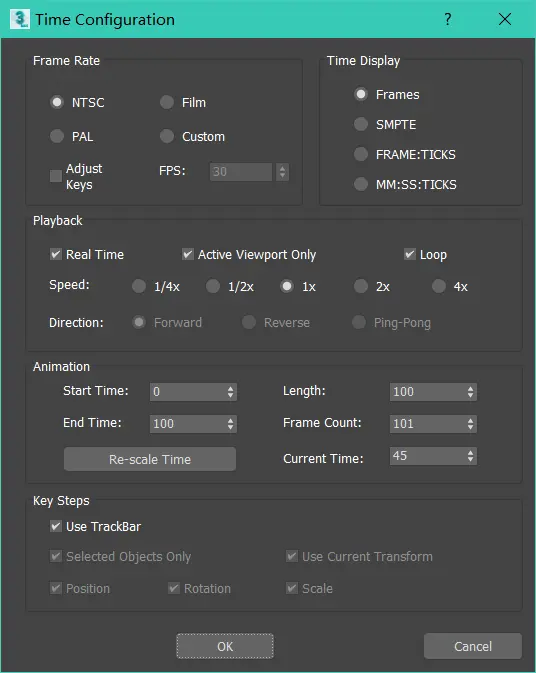 3 Time Configuration ? ×
Frame Rate
NTSC Film
PAL Custom
Adjust Keys FPS: 30
Time Display
Frames
SMPTE
FRAME:TICKS
MM:SS:TICKS
Playback
Real Time Active Viewport Only Loop
Speed: 1/4x 1/2x 1x 2x 4x
Direction: Forward Reverse Ping-Pong
Animation
Start Time: 0 Length: 100
End Time: 100 Frame Count: 101
Re-scale Time Current Time: 45
Key Steps
Use TrackBar
Selected Objects Only Use Current Transform
Position Rotation Scale
OK Cancel